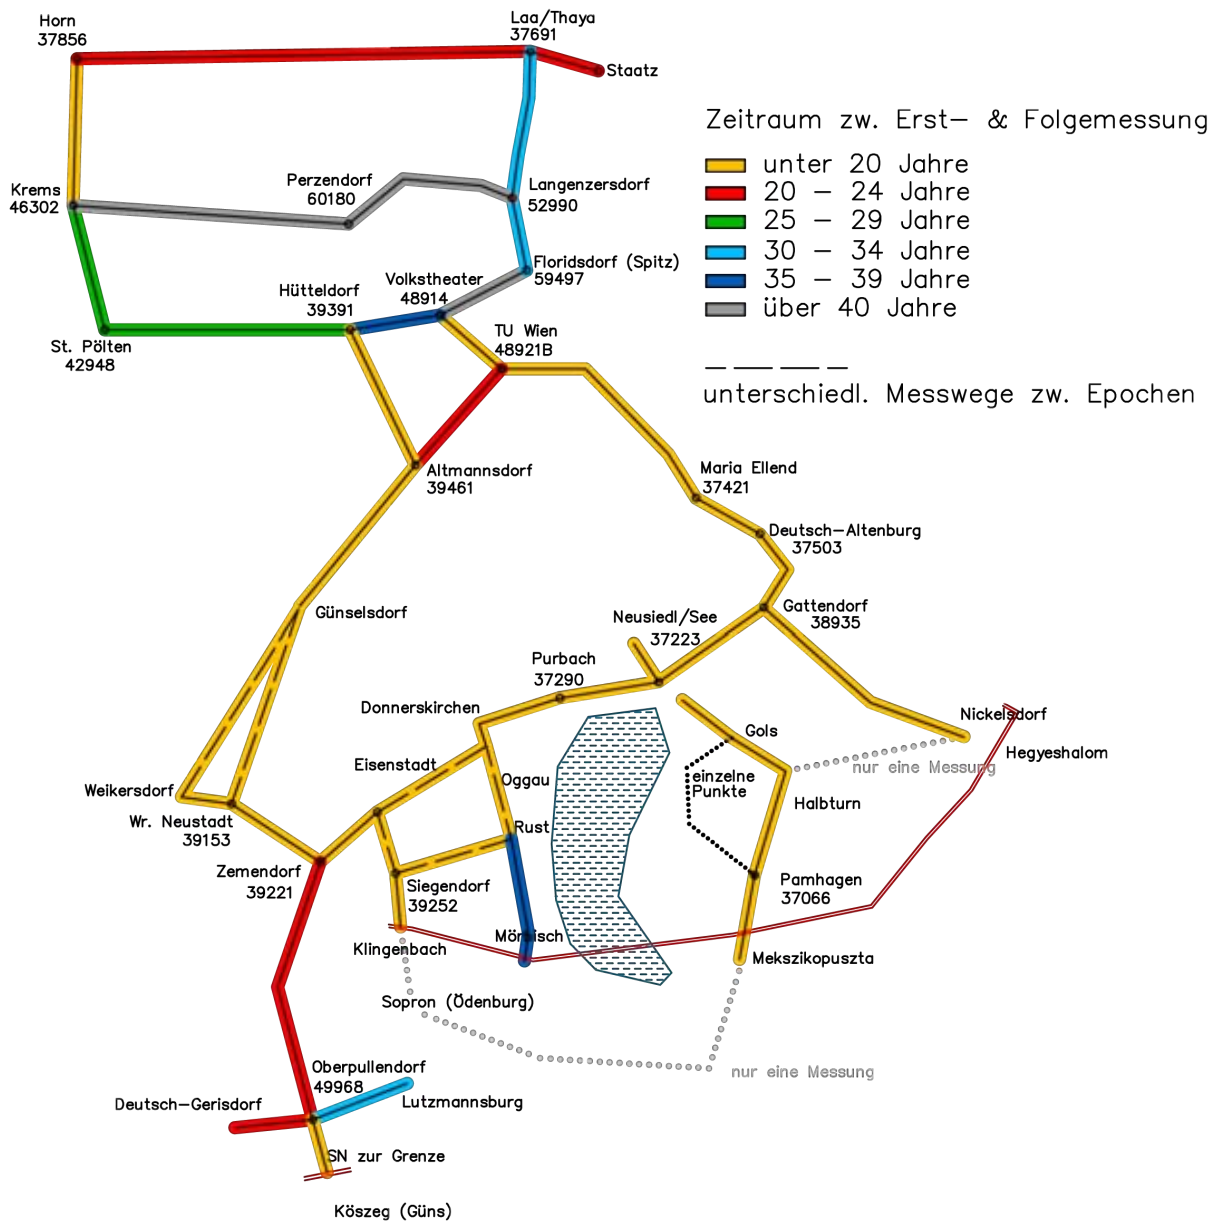 Horn
37856
Laa/Thaya
37691
Staatz
Zeitraum zw. Erst- & Folgemessung
unter 20 Jahre
20 - 24 Jahre
25 - 29 Jahre
30 - 34 Jahre
35 - 39 Jahre
über 40 Jahre
unterschiedl. Messwege zw. Epochen
Krems
46302
Perzendorf
60180
Langenzersdorf
52990
Floridsdorf (Spitz)
59497
Volkstheater
48914
Hütteldorf
39391
TU Wien
48921B
St. Pölten
42948
Altmannsdorf
39461
Maria Ellend
37421
Deutsch-Altenburg
37503
Gattendorf
38935
Günselsdorf
Neusiedl/See
37223
Purbach
37290
Donnerskirchen
Nickelsdorf
Hegyeshalom
Gols
nur eine Messung
Eisenstadt
Oggau
einzelne
Punkte
Halbturn
Weikersdorf
Wr. Neustadt
39153
Rust
Zemendorf
39221
Siegendorf
39252
Pamhagen
37066
Klingenbach
Mörbisch
Mekszikopuszta
Sopron (Ödenburg)
nur eine Messung
Oberpullendorf
49968
Deutsch-Gerisdorf
Lutzmannsburg
SN zur Grenze
Köszeg (Güns)